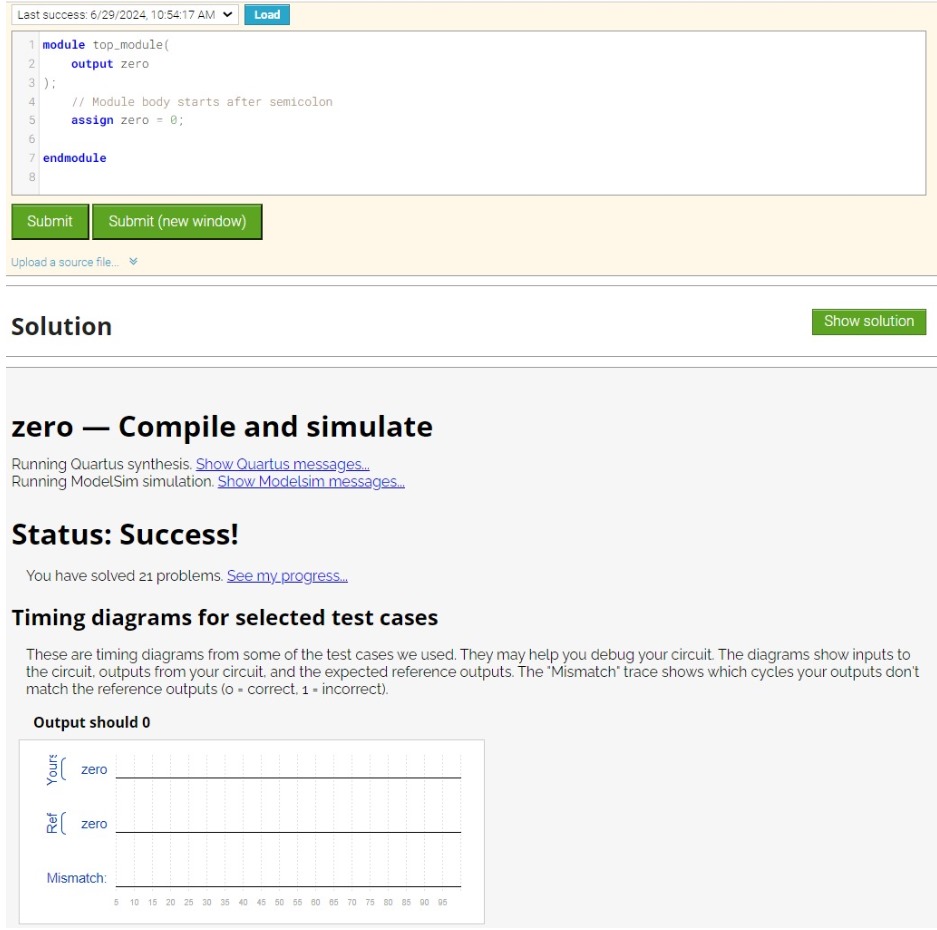 Last success: 6/29/2024, 10:54:17 AM Load
1 module top_module(
2 output zero
3 );
4 // Module body starts after semicolon
5 assign zero = 0;
6
7 endmodule
8
Submit Submit (new window)
Upload a source file...
Solution Show solution
zero — Compile and simulate
Running Quartus synthesis. Show Quartus messages...
Running ModelSim simulation. Show Modelsim messages...
Status: Success!
You have solved 21 problems. See my progress...
Timing diagrams for selected test cases
These are timing diagrams from some of the test cases we used. They may help you debug your circuit. The diagrams show inputs to
the circuit, outputs from your circuit, and the expected reference outputs. The "Mismatch" trace shows which cycles your outputs don't
match the reference outputs (0 = correct, 1 = incorrect).
Output should 0
Yours zero
Ref zero
Mismatch:
5 10 15 20 25 30 35 40 45 50 55 60 65 70 75 80 85 90 95